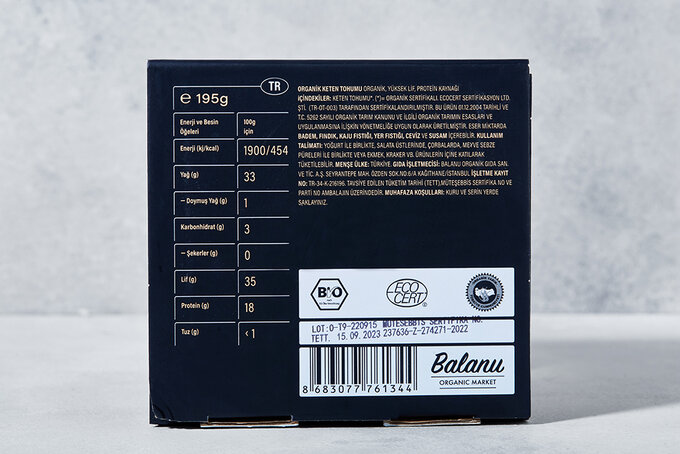 TR
℮ 195g
Enerji ve Besin Öğeleri 100g için
Enerji (kj/kcal) 1900/454
Yağ (g) 33
— Doymuş Yağ (g) 1
Karbonhidrat (g) 3
— Şekerler (g) 0
Lif (g) 35
Protein (g) 18
Tuz (g) <1
ORGANİK KETEN TOHUMU ORGANİK, YÜKSEK LİF, PROTEİN KAYNAĞI
İÇİNDEKİLER: KETEN TOHUMU*. (*)= ORGANİK SERTİFİKALI. ECOCERT SERTİFİKASYON LTD.
ŞTİ. (TR-OT-003) TARAFINDAN SERTİFİKALANDIRILMIŞTIR. BU ÜRÜN 01.12.2004 TARİHLİ VE
T.C. 5262 SAYILI ORGANİK TARIM KANUNU VE İLGİLİ ORGANİK TARIMIN ESASLARI VE
UYGULANMASINA İLİŞKİN YÖNETMELİĞE UYGUN OLARAK ÜRETİLMİŞTİR. ESER MİKTARDA
BADEM, FINDIK, KAJU FISTIĞI, YER FISTIĞI, CEVİZ VE SUSAM İÇEREBİLİR. KULLANIM
TALİMATI: YOĞURT İLE BİRLİKTE, SALATA ÜSTLERİNDE, ÇORBALARDA, MEYVE SEBZE
PÜRELERİ İLE BİRLİKTE VEYA EKMEK, KRAKER VB. ÜRÜNLERİN İÇİNE KATILARAK
TÜKETİLEBİLİR. MENŞE ÜLKE: TÜRKİYE. GIDA İŞLETMECİSİ: BALANU ORGANİK GIDA SAN.
VE TİC. A.Ş. SEYRANTEPE MAH. ÖZDEN SOK.NO:6/A KAĞITHANE/İSTANBUL İŞLETME KAYIT
NO: TR-34-K-216196. TAVSİYE EDİLEN TÜKETİM TARİHİ (TETT),MÜTEŞEBBİS SERTİFİKA NO VE
PARTİ NO AMBALAJIN ÜZERİNDEDİR. MUHAFAZA KOŞULLARI: KURU VE SERİN YERDE
SAKLAYINIZ.
BIO
ECO
CERT
LOT:O-T9-220915 MÜTESEBBİS SERTİFİKA NO.
TETT. 15.09.2023 237636-Z-274271-2022
8 683077 761344
Balanu
ORGANIC MARKET